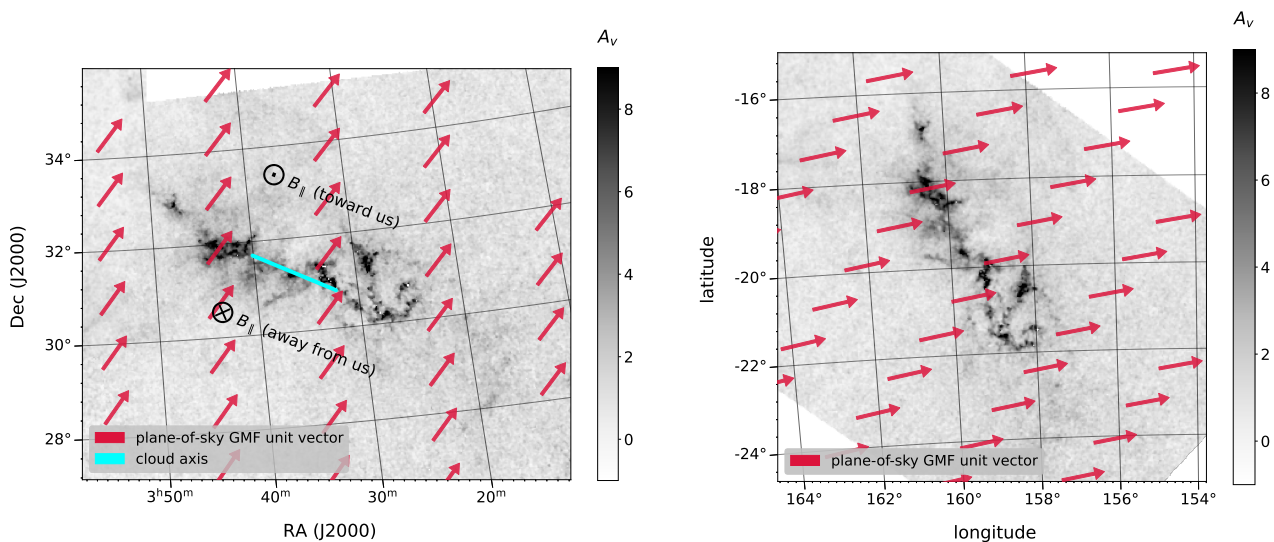 A_v
8
6
4
2
0
34°
32°
30°
28°
Dec (J2000)
B_∥ (toward us)
B_∥ (away from us)
plane-of-sky GMF unit vector
cloud axis
3ʰ50ᵐ
40ᵐ
30ᵐ
20ᵐ
RA (J2000)
A_v
8
6
4
2
0
-16°
-18°
-20°
-22°
-24°
latitude
plane-of-sky GMF unit vector
164°
162°
160°
158°
156°
154°
longitude